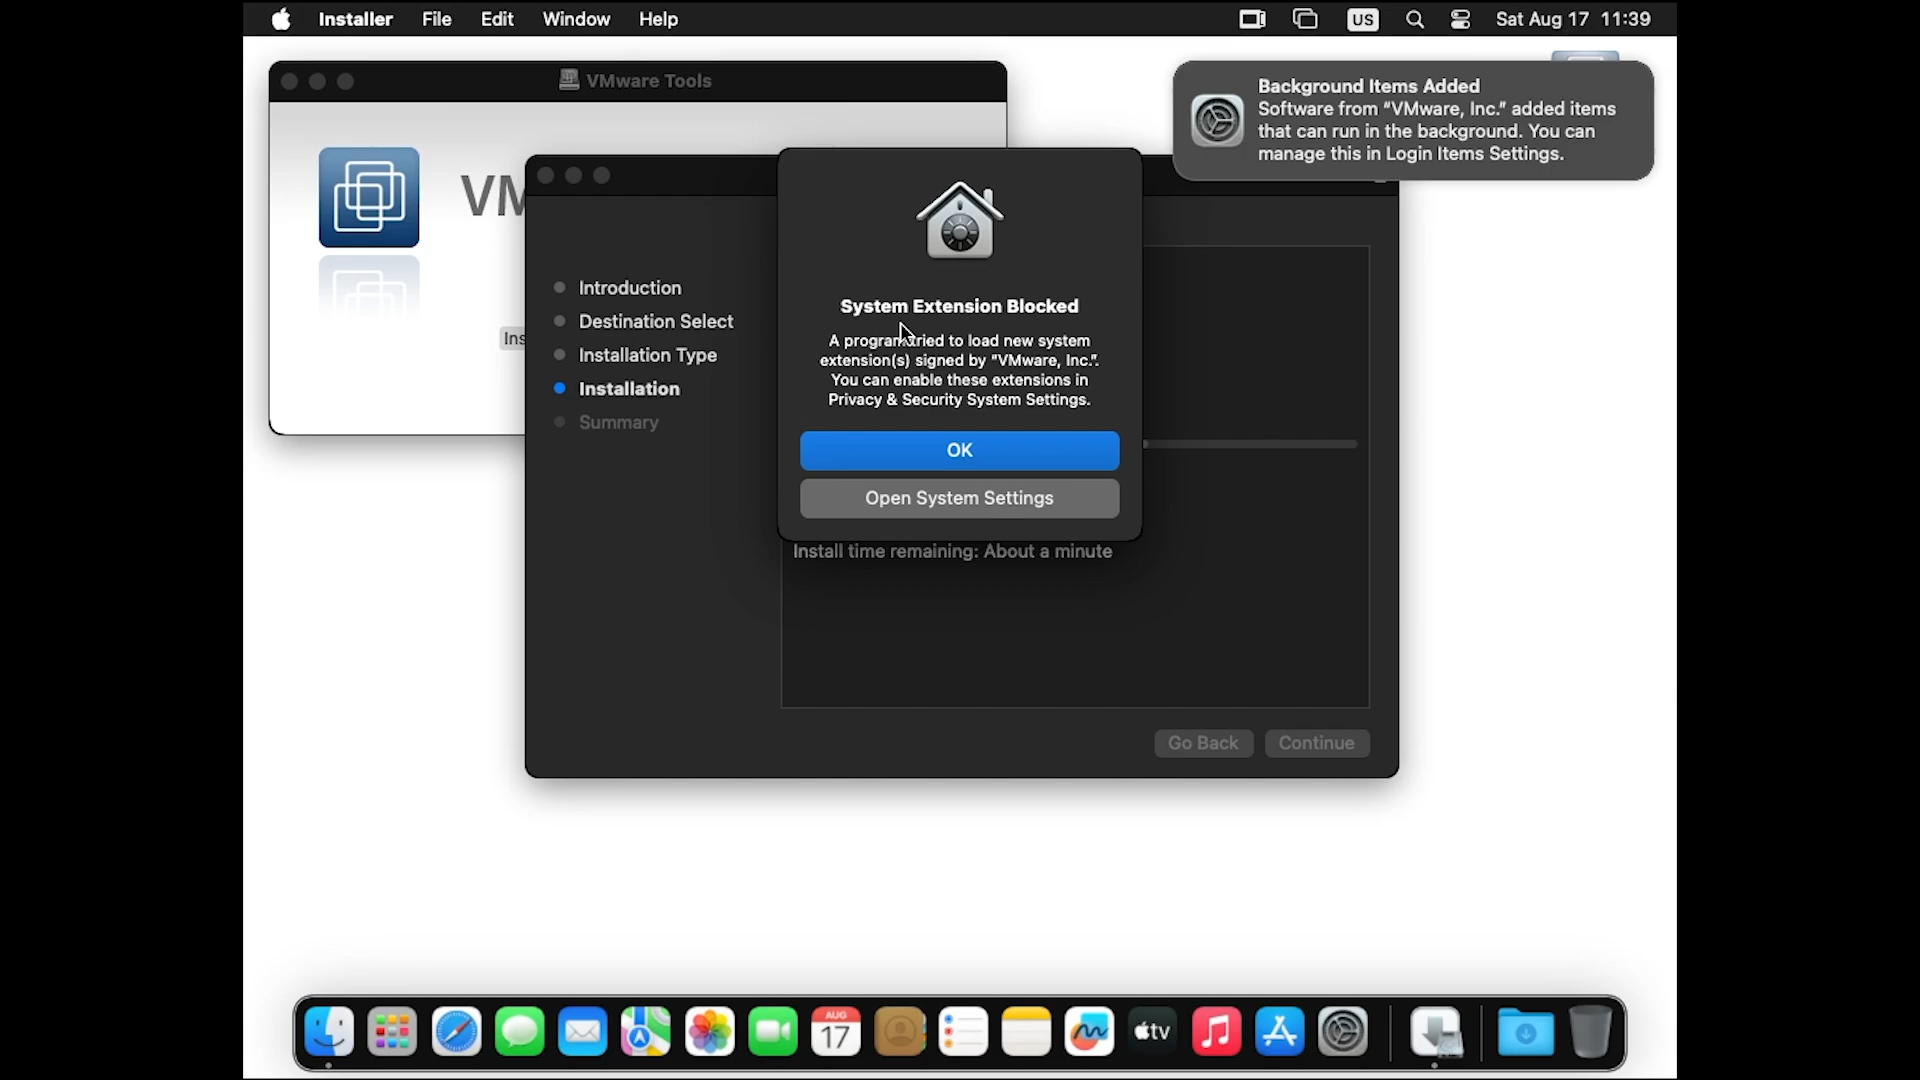 Installer File Edit Window Help US Sat Aug 17 11:39
VMware Tools
Background Items Added
Software from "VMware, Inc." added items
that can run in the background. You can
manage this in Login Items Settings.
Introduction
Destination Select
Installation Type
Installation
Summary
System Extension Blocked
A program tried to load new system
extension(s) signed by "VMware, Inc.".
You can enable these extensions in
Privacy & Security System Settings.
OK
Open System Settings
Install time remaining: About a minute
Go Back Continue
AUG
17
tv